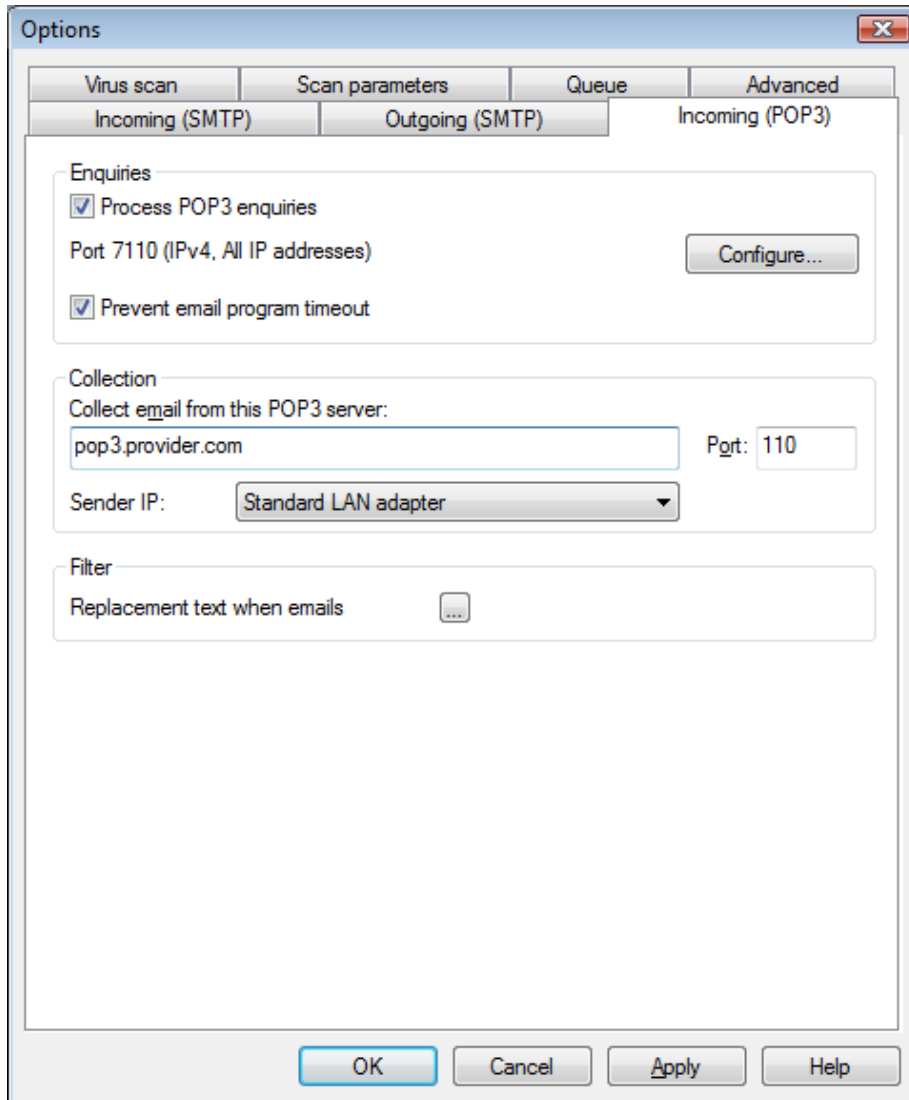 Options
Virus scan
Scan parameters
Queue
Advanced
Incoming (SMTP)
Outgoing (SMTP)
Incoming (POP3)
Enquiries
Process POP3 enquiries
Port 7110 (IPv4, All IP addresses)
Configure...
Prevent email program timeout
Collection
Collect email from this POP3 server:
pop3.provider.com
Port: 110
Sender IP: Standard LAN adapter
Filter
Replacement text when emails ...
OK
Cancel
Apply
Help